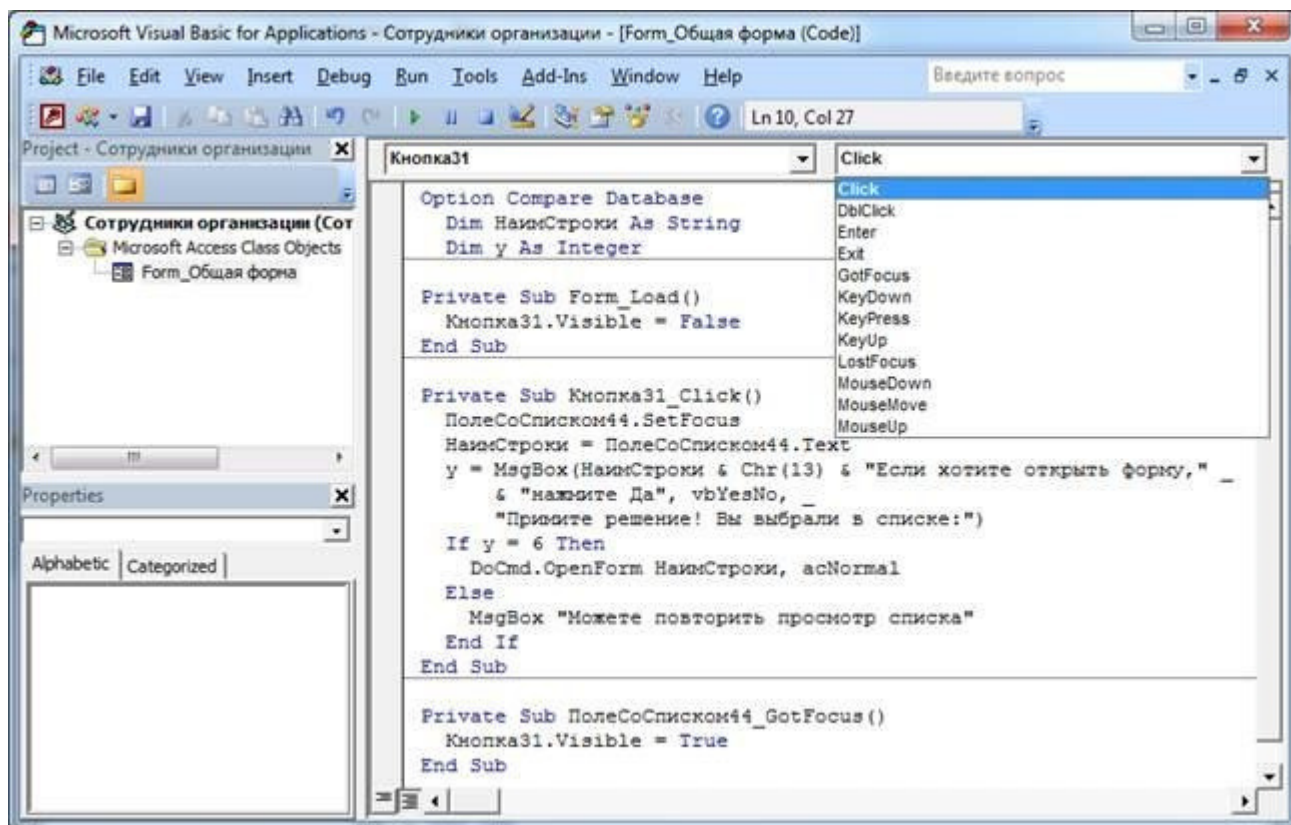 Microsoft Visual Basic for Applications - Сотрудники организации - [Form_Общая форма (Code)]
File Edit View Insert Debug Run Tools Add-Ins Window Help Введите вопрос
Ln 10, Col 27
Project - Сотрудники организации
Сотрудники организации (Сот
Microsoft Access Class Objects
Form_Общая форма
Properties
Alphabetic Categorized
Кнопка31 Click
Click
DblClick
Enter
Exit
GotFocus
KeyDown
KeyPress
KeyUp
LostFocus
MouseDown
MouseMove
MouseUp
Option Compare Database
Dim НаимСтроки As String
Dim y As Integer
Private Sub Form_Load()
Кнопка31.Visible = False
End Sub
Private Sub Кнопка31_Click()
ПолеСоСписком44.SetFocus
НаимСтроки = ПолеСоСписком44.Text
y = MsgBox(НаимСтроки & Chr(13) & "Если хотите открыть форму," _
& "нажмите Да", vbYesNo, _
"Примите решение! Вы выбрали в списке:")
If y = 6 Then
DoCmd.OpenForm НаимСтроки, acNormal
Else
MsgBox "Можете повторить просмотр списка"
End If
End Sub
Private Sub ПолеСоСписком44_GotFocus()
Кнопка31.Visible = True
End Sub